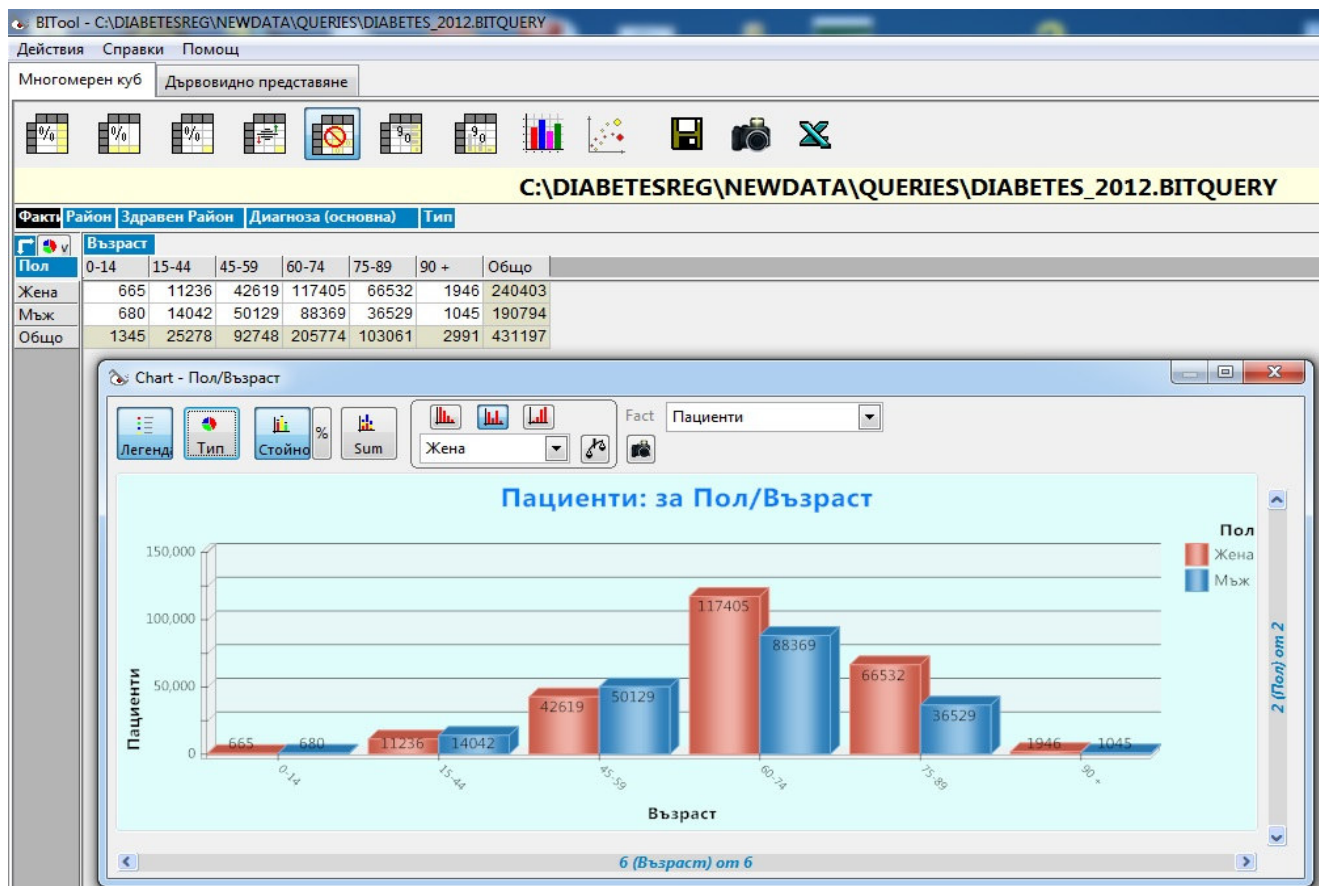 BITool - C:\DIABETESREG\NEWDATA\QUERIES\DIABETES_2012.BITQUERY
Действия Справки Помощ
Многомерен куб Дървовидно представяне
C:\DIABETESREG\NEWDATA\QUERIES\DIABETES_2012.BITQUERY
Факти Район Здравен Район Диагноза (основна) Тип
v Възраст
Пол 0-14 15-44 45-59 60-74 75-89 90 + Общо
Жена 665 11236 42619 117405 66532 1946 240403
Мъж 680 14042 50129 88369 36529 1045 190794
Общо 1345 25278 92748 205774 103061 2991 431197
Chart - Пол/Възраст
Fact Пациенти
Легенда Тип Стойно % Sum Жена
Пациенти: за Пол/Възраст
Пол
Жена
Мъж
150,000
100,000
50,000
0
Пациенти
665 680 11236 14042 42619 50129 117405 88369 66532 36529 1946 1045
0-14 15-44 45-59 60-74 75-89 90 +
Възраст
2 (Пол) от 2
6 (Възраст) от 6